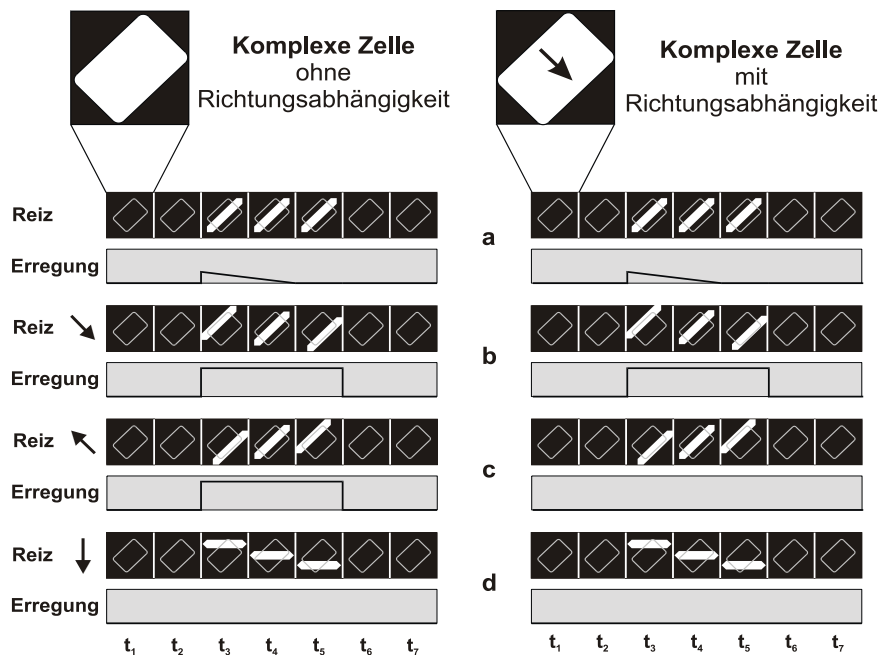 Komplexe Zelle
ohne
Richtungsabhängigkeit
Komplexe Zelle
mit
Richtungsabhängigkeit
Reiz
a
Erregung
Reiz
b
Erregung
Reiz
c
Erregung
Reiz
d
Erregung
t₁ t₂ t₃ t₄ t₅ t₆ t₇
t₁ t₂ t₃ t₄ t₅ t₆ t₇